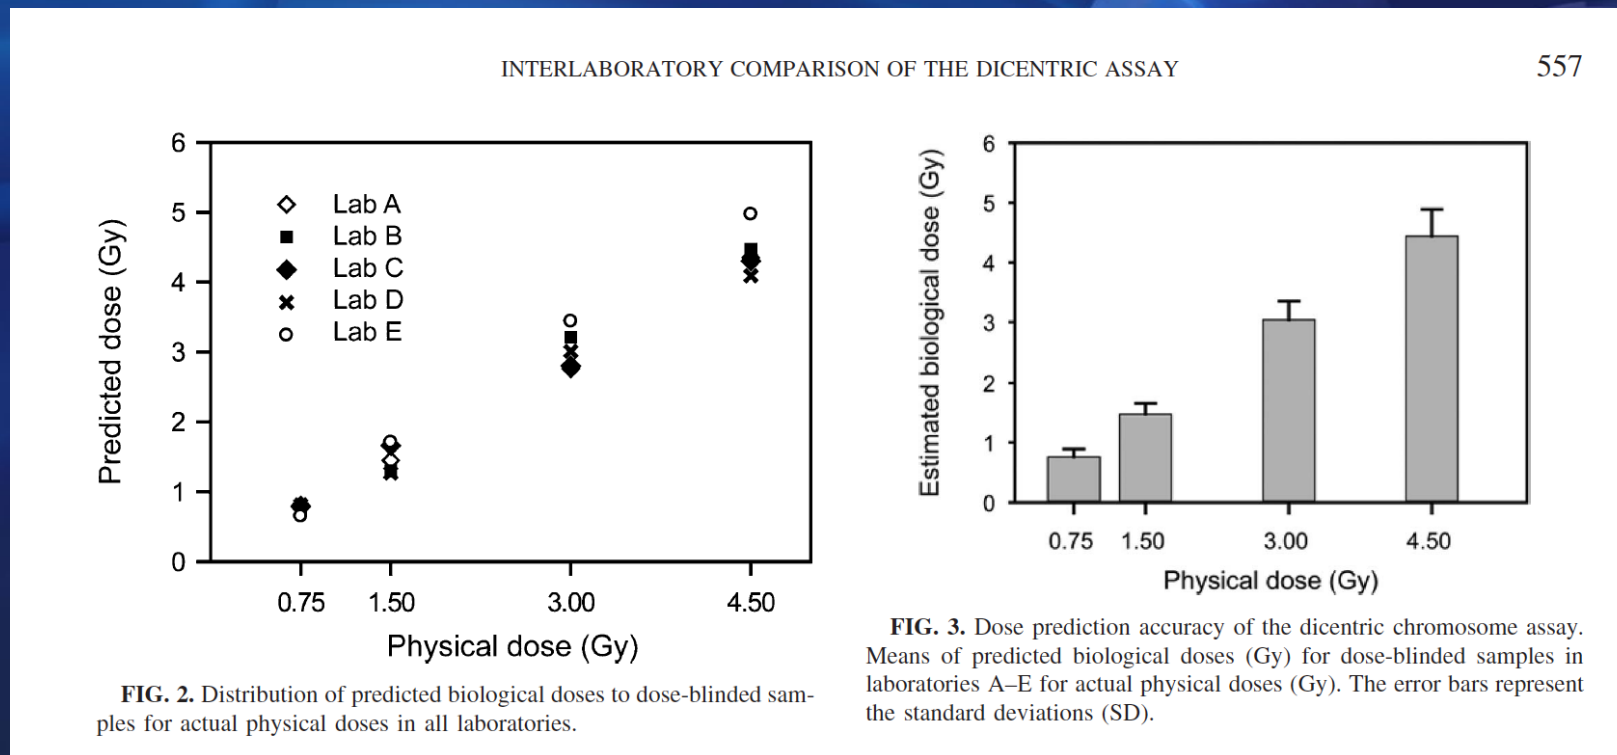 INTERLABORATORY COMPARISON OF THE DICENTRIC ASSAY
557
6
5
4
3
2
1
0
Predicted dose (Gy)
Lab A
Lab B
Lab C
Lab D
Lab E
0.75 1.50 3.00 4.50
Physical dose (Gy)
FIG. 2. Distribution of predicted biological doses to dose-blinded sam-
ples for actual physical doses in all laboratories.
6
5
4
3
2
1
0
Estimated biological dose (Gy)
0.75 1.50 3.00 4.50
Physical dose (Gy)
FIG. 3. Dose prediction accuracy of the dicentric chromosome assay.
Means of predicted biological doses (Gy) for dose-blinded samples in
laboratories A–E for actual physical doses (Gy). The error bars represent
the standard deviations (SD).